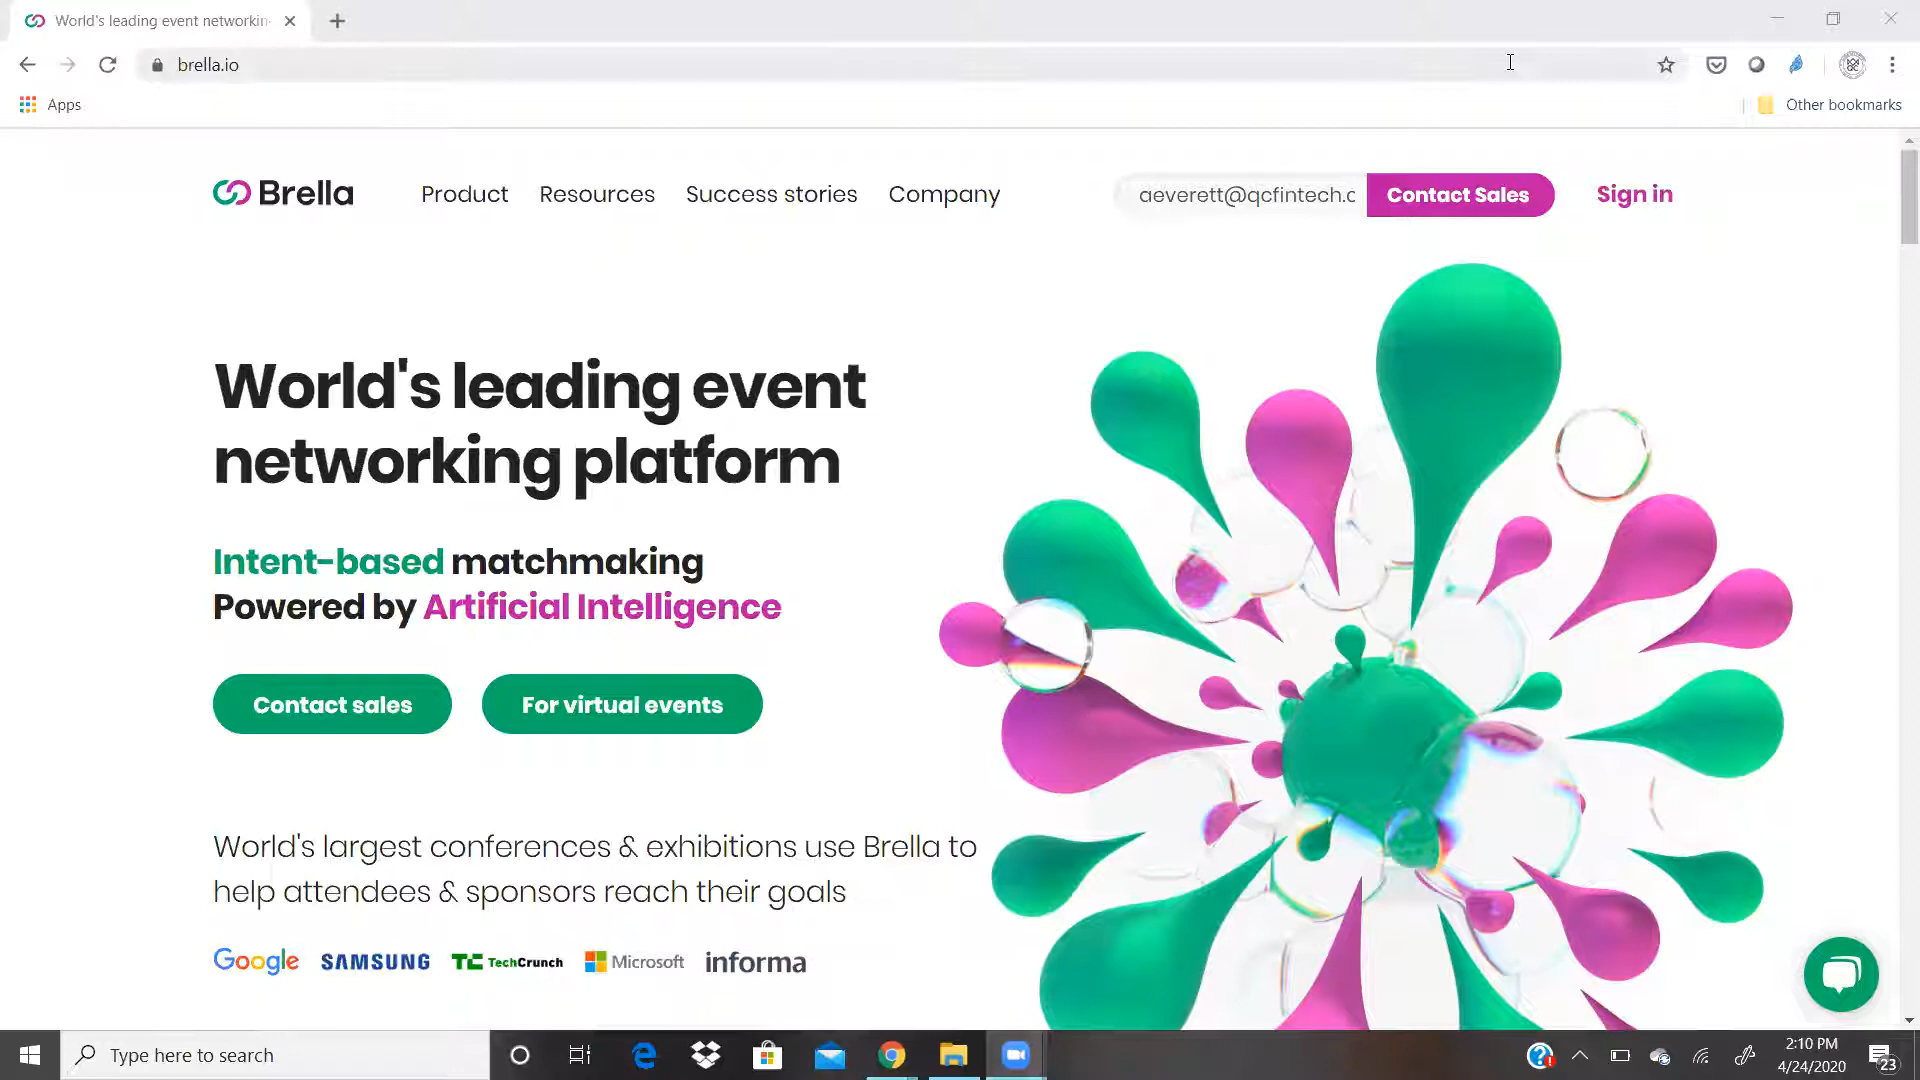 World's leading event networkin
brella.io
Apps
Other bookmarks
Brella
Product
Resources
Success stories
Company
aeverett@qcfintech.c
Contact Sales
Sign in
World's leading event
networking platform
Intent-based matchmaking
Powered by Artificial Intelligence
Contact sales
For virtual events
World's largest conferences & exhibitions use Brella to
help attendees & sponsors reach their goals
Google
SAMSUNG
TC TechCrunch
Microsoft
informa
Type here to search
2:10 PM
4/24/2020
23